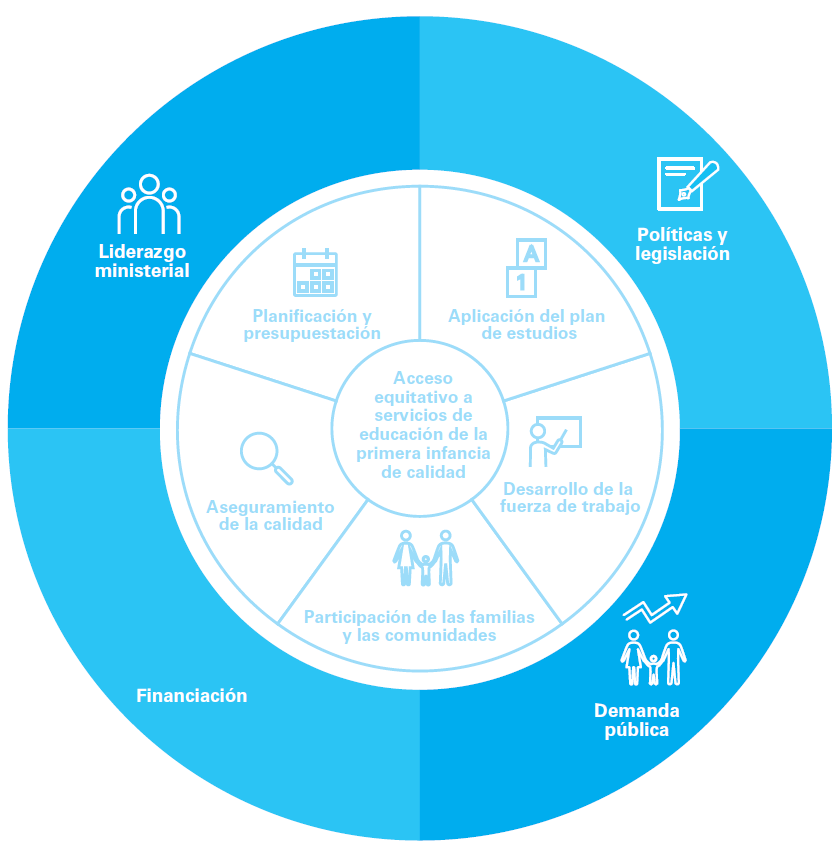 Liderazgo
ministerial
Políticas y
legislación
Planificación y
presupuestación
A
1
Aplicación del plan
de estudios
Acceso
equitativo a
servicios de
educación de la
primera infancia
de calidad
Aseguramiento
de la calidad
Desarrollo de la
fuerza de trabajo
Participación de las familias
y las comunidades
Financiación
Demanda
pública